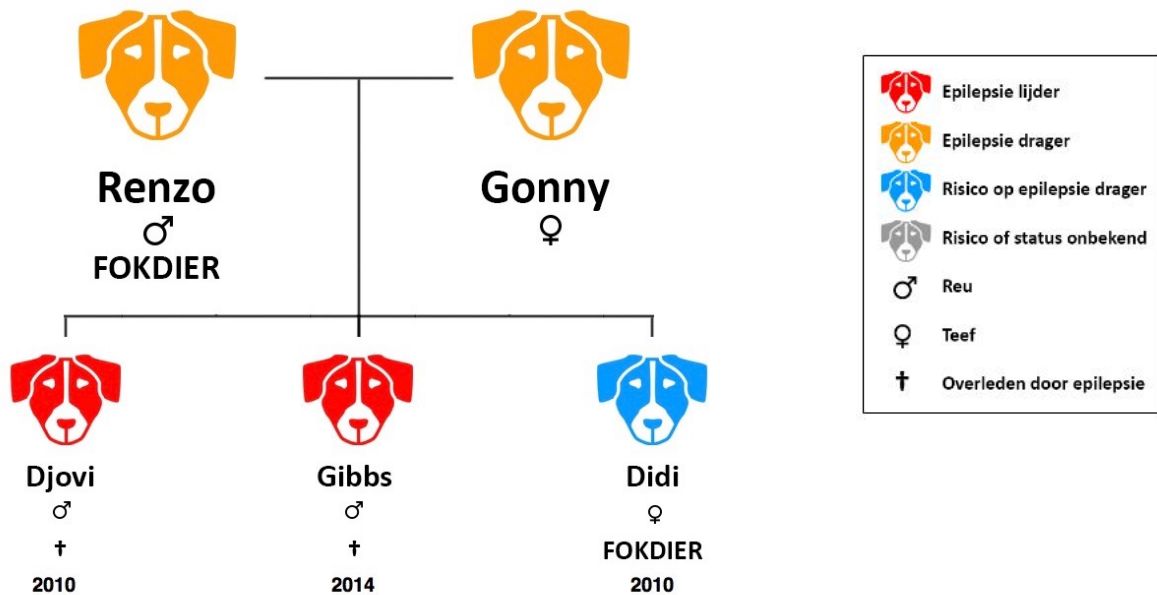 Renzo
♂
FOKDIER
Gonny
♀
Djovi
♂
†
2010
Gibbs
♂
†
2014
Didi
♀
FOKDIER
2010
Epilepsie lijder
Epilepsie drager
Risico op epilepsie drager
Risico of status onbekend
♂ Reu
♀ Teef
† Overleden door epilepsie